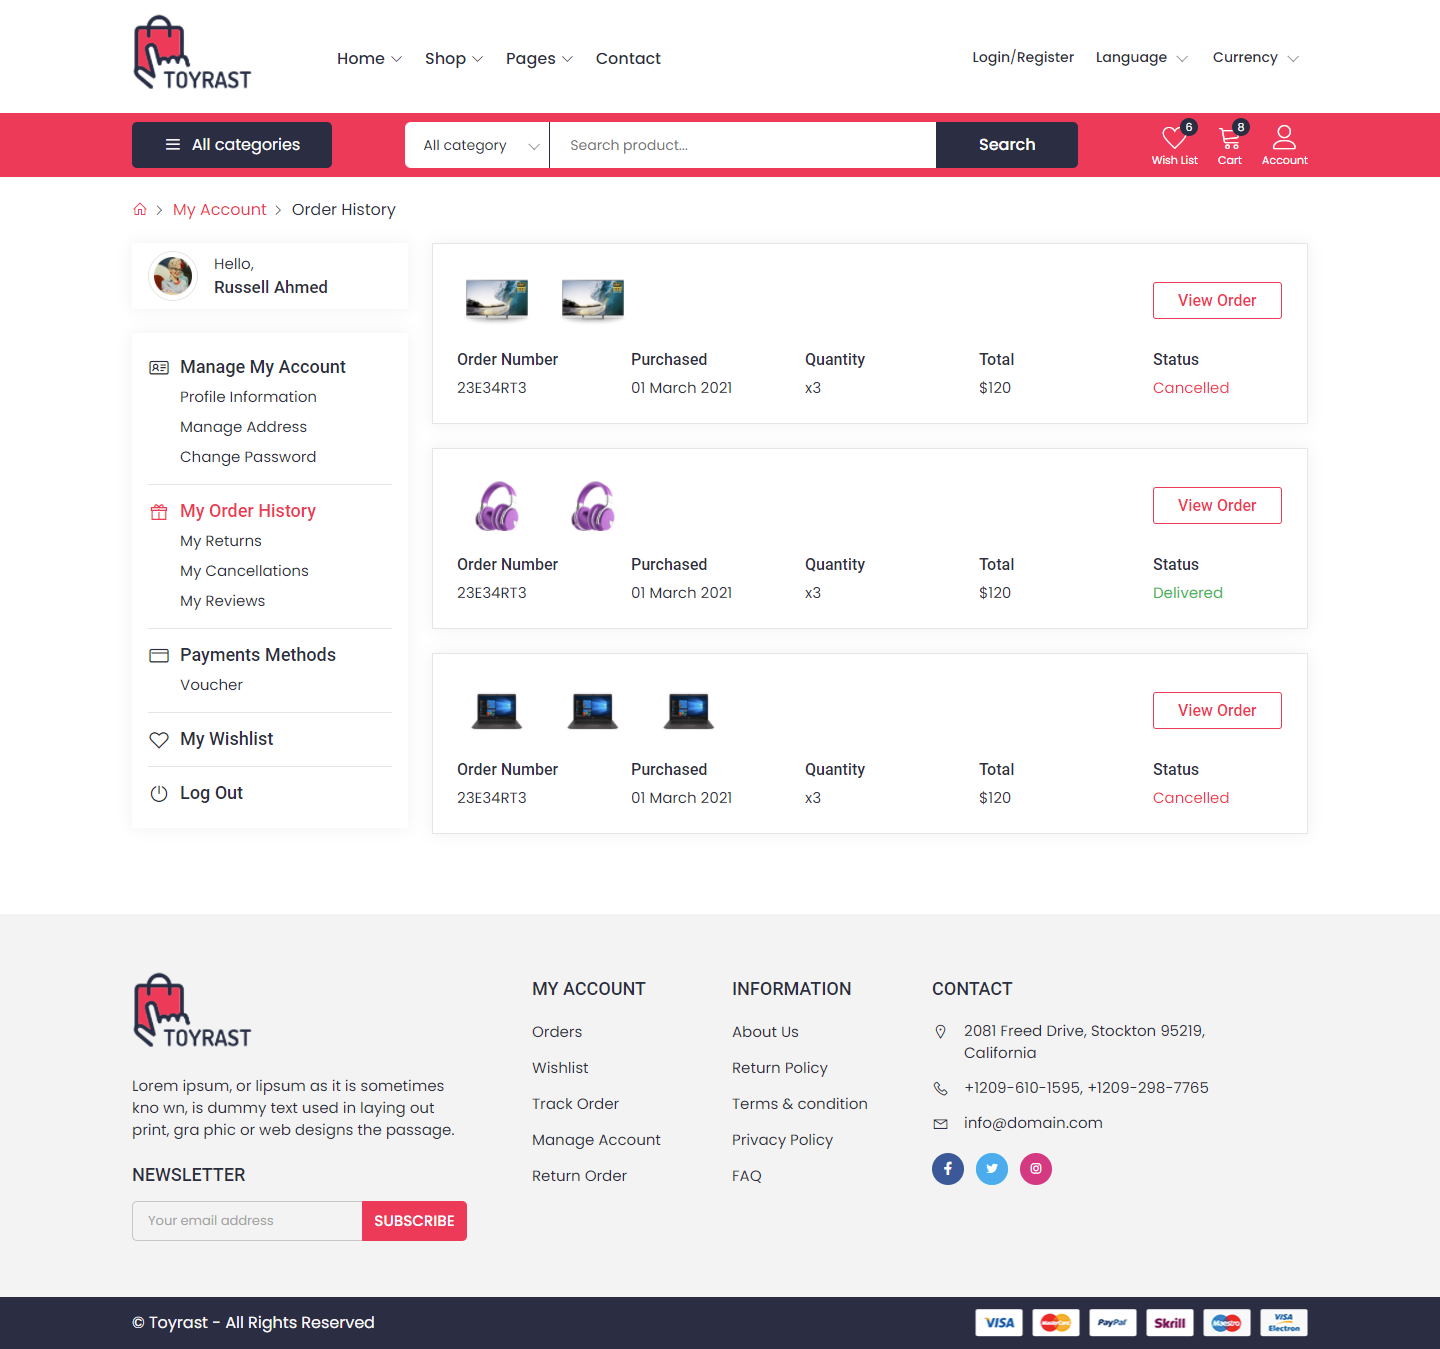 TOYRAST
Home Shop Pages Contact
Login/Register Language Currency
All categories
All category Search product... Search
6 8
Wish List Cart Account
My Account Order History
Hello,
Russell Ahmed
Manage My Account
Profile Information
Manage Address
Change Password
My Order History
My Returns
My Cancellations
My Reviews
Payments Methods
Voucher
My Wishlist
Log Out
View Order
Order Number Purchased Quantity Total Status
23E34RT3 01 March 2021 x3 $120 Cancelled
View Order
Order Number Purchased Quantity Total Status
23E34RT3 01 March 2021 x3 $120 Delivered
View Order
Order Number Purchased Quantity Total Status
23E34RT3 01 March 2021 x3 $120 Cancelled
TOYRAST
Lorem ipsum, or lipsum as it is sometimes
kno wn, is dummy text used in laying out
print, gra phic or web designs the passage.
NEWSLETTER
Your email address SUBSCRIBE
MY ACCOUNT
Orders
Wishlist
Track Order
Manage Account
Return Order
INFORMATION
About Us
Return Policy
Terms & condition
Privacy Policy
FAQ
CONTACT
2081 Freed Drive, Stockton 95219,
California
+1209-610-1595, +1209-298-7765
info@domain.com
© Toyrast - All Rights Reserved
VISA MasterCard PayPal Skrill Maestro VISA
Electron